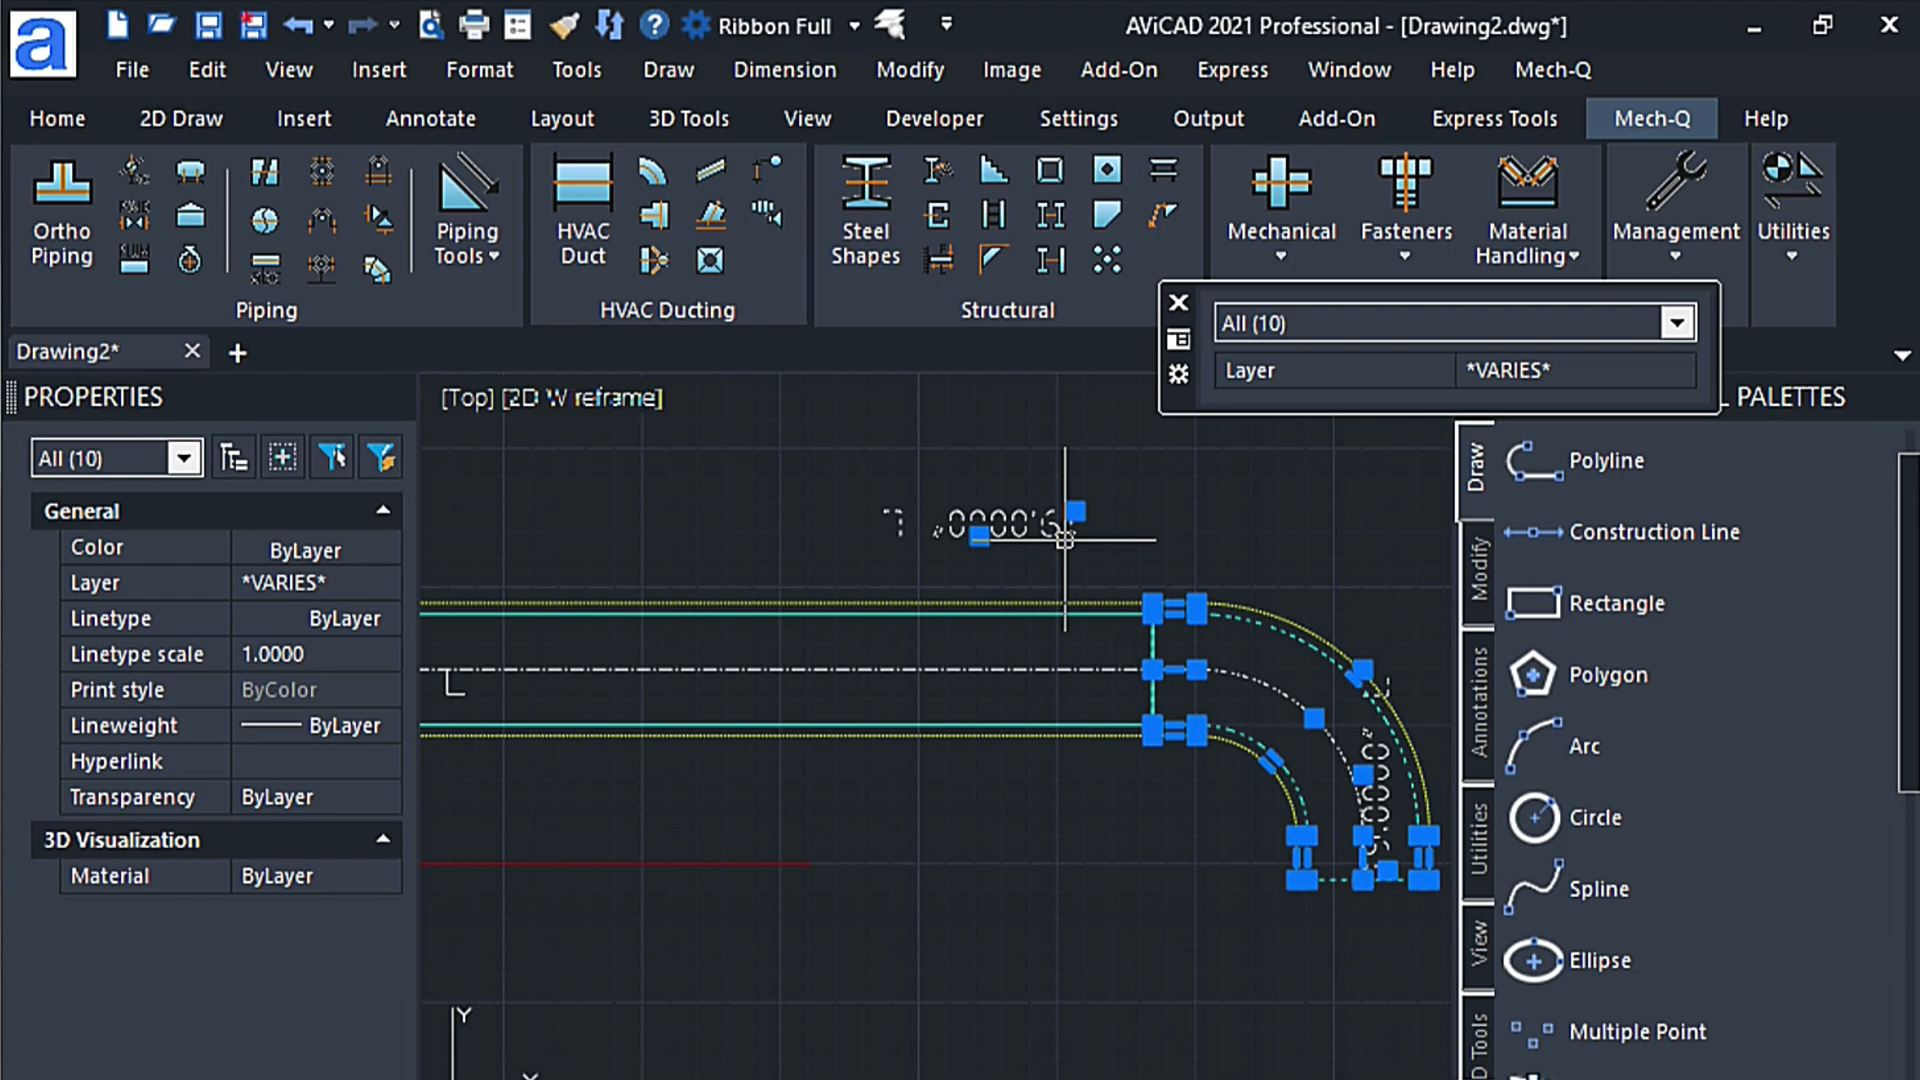 a
Ribbon Full
AViCAD 2021 Professional - [Drawing2.dwg*]
File Edit View Insert Format Tools Draw Dimension Modify Image Add-On Express Window Help Mech-Q
Home 2D Draw Insert Annotate Layout 3D Tools View Developer Settings Output Add-On Express Tools Mech-Q Help
Ortho Piping
Piping Tools
HVAC Duct
Steel Shapes
Mechanical
Fasteners
Material Handling
Management
Utilities
Piping
HVAC Ducting
Structural
All (10)
Layer *VARIES*
Drawing2*
PROPERTIES
[Top] [2D W reframe]
PALETTES
All (10)
General
Color ByLayer
Layer *VARIES*
Linetype ByLayer
Linetype scale 1.0000
Print style ByColor
Lineweight ByLayer
Hyperlink
Transparency ByLayer
3D Visualization
Material ByLayer
Y
Draw
Modify
Annotations
Utilities
View
D Tools
Polyline
Construction Line
Rectangle
Polygon
Arc
Circle
Spline
Ellipse
Multiple Point